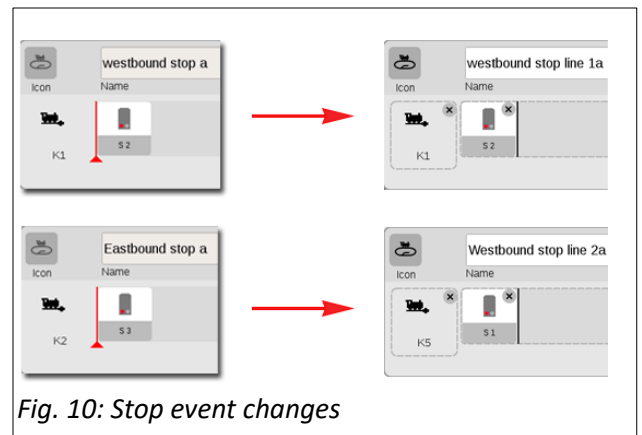 westbound stop a
Icon
Name
K1
S 2
westbound stop line 1a
Icon
Name
K1
S 2
Eastbound stop a
Icon
Name
K2
S 3
Westbound stop line 2a
Icon
Name
K5
S 1
Fig. 10: Stop event changes